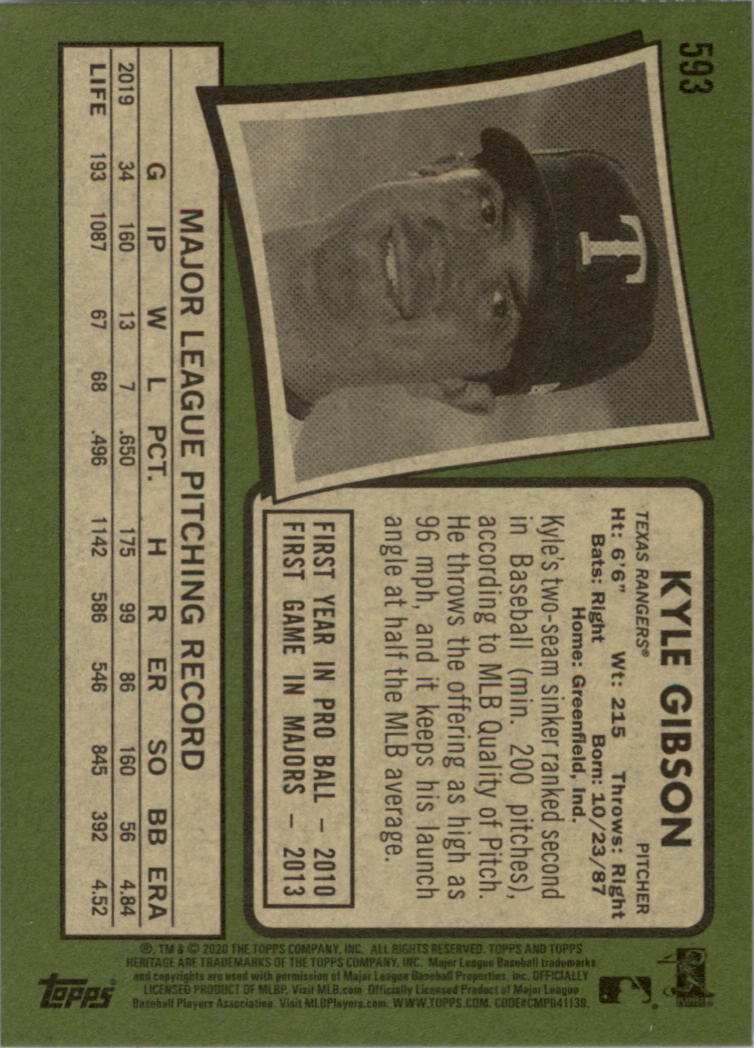 593
T
KYLE GIBSON
TEXAS RANGERS® PITCHER
Ht: 6'6" Wt: 215 Throws: Right
Bats: Right Born: 10/23/87
Home: Greenfield, Ind.
Kyle's two-seam sinker ranked second
in Baseball (min. 200 pitches),
according to MLB Quality of Pitch.
He throws the offering as high as
96 mph, and it keeps his launch
angle at half the MLB average.
FIRST YEAR IN PRO BALL – 2010
FIRST GAME IN MAJORS – 2013
MAJOR LEAGUE PITCHING RECORD
G IP W L PCT. H R ER SO BB ERA
2019 34 160 13 7 .650 175 99 86 160 56 4.84
LIFE 193 1087 67 68 .496 1142 586 546 845 392 4.52
®, TM & © 2020 THE TOPPS COMPANY, INC. ALL RIGHTS RESERVED. TOPPS AND TOPPS
HERITAGE ARE TRADEMARKS OF THE TOPPS COMPANY, INC. Major League Baseball trademarks
and copyrights are used with permission of Major League Baseball Properties, Inc. OFFICIALLY
LICENSED PRODUCT OF MLBP. Visit MLB.com Officially Licensed Product of Major League
Baseball Players Association. Visit MLBPlayers.com. WWW.TOPPS.COM. CODE#CMP041139.
topps